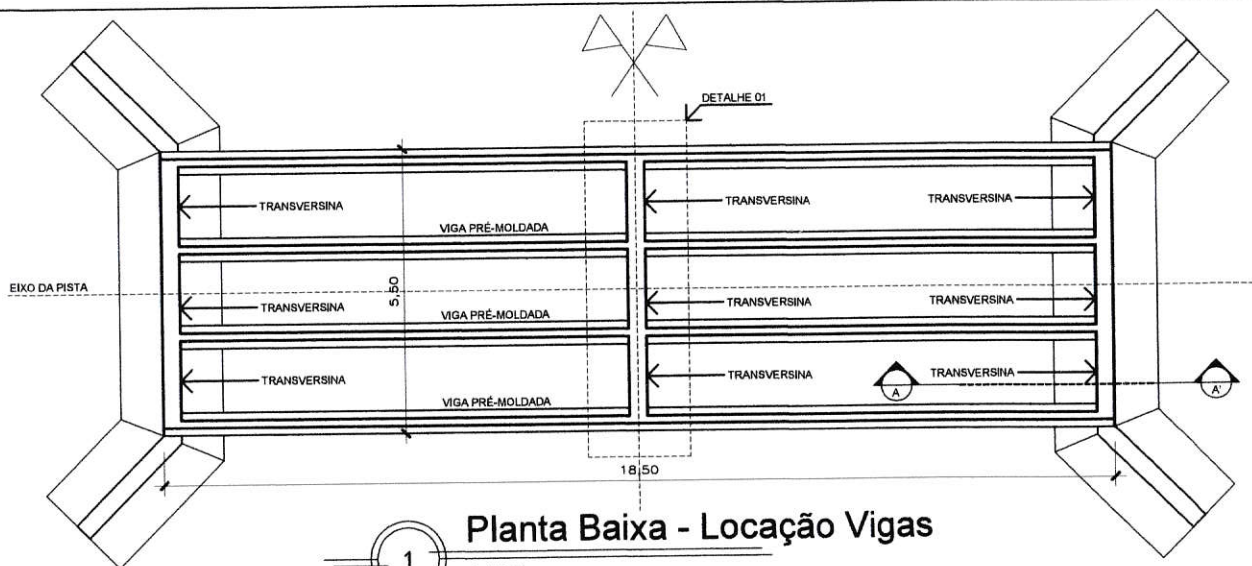 DETALHE 01
TRANSVERSINA
TRANSVERSINA
TRANSVERSINA
VIGA PRÉ-MOLDADA
EIXO DA PISTA
5,50
TRANSVERSINA
VIGA PRÉ-MOLDADA
TRANSVERSINA
TRANSVERSINA
TRANSVERSINA
VIGA PRÉ-MOLDADA
TRANSVERSINA
TRANSVERSINA
A
A'
18,50
Planta Baixa - Locação Vigas
1